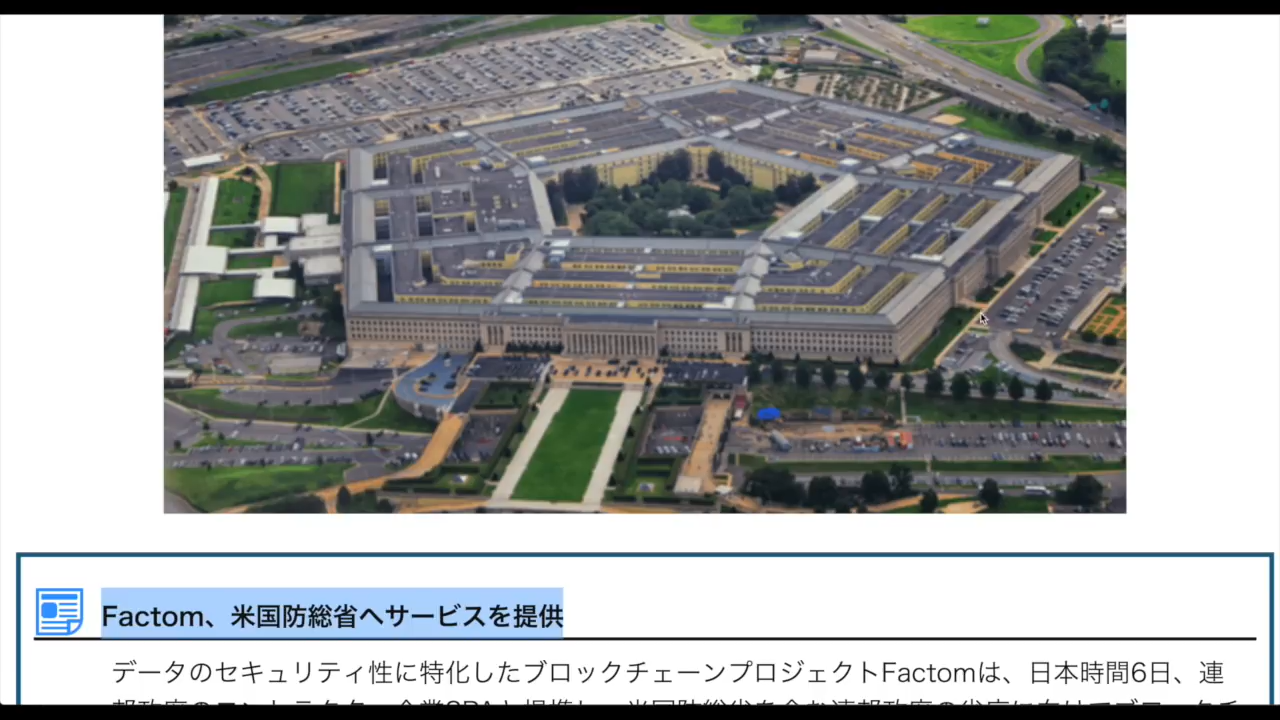 Factom、米国防総省へサービスを提供
データのセキュリティ性に特化したブロックチェーンプロジェクトFactomは、日本時間6日、連